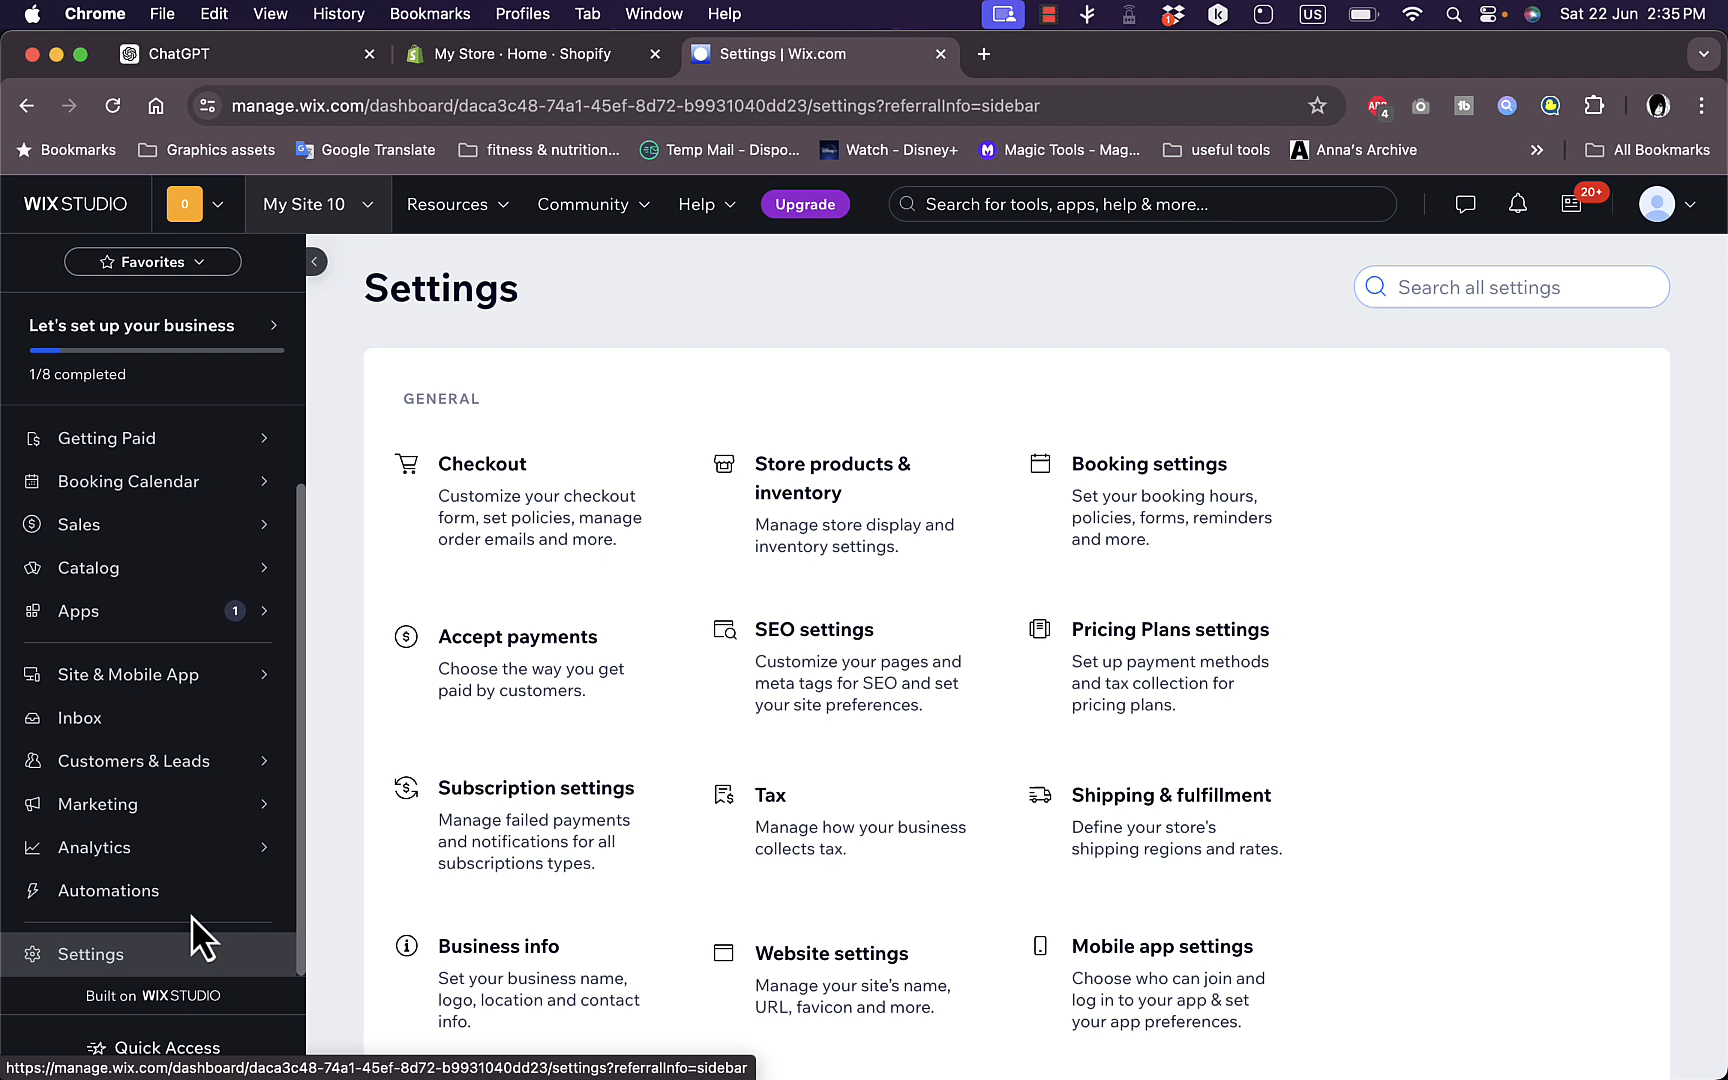 Chrome File Edit View History Bookmarks Profiles Tab Window Help 1 US Sat 22 Jun 2:35 PM
ChatGPT My Store · Home · Shopify Settings | Wix.com
manage.wix.com/dashboard/daca3c48-74a1-45ef-8d72-b9931040dd23/settings?referralInfo=sidebar ABP 4 tb
Bookmarks Graphics assets Google Translate fitness & nutrition... Temp Mail - Dispo... Watch - Disney+ Magic Tools - Mag... useful tools Anna's Archive All Bookmarks
WIX STUDIO 0 My Site 10 Resources Community Help Upgrade Search for tools, apps, help & more... 20+
Favorites
Let's set up your business
1/8 completed
Getting Paid
Booking Calendar
Sales
Catalog
Apps 1
Site & Mobile App
Inbox
Customers & Leads
Marketing
Analytics
Automations
Settings
Built on WIX STUDIO
Quick Access
https://manage.wix.com/dashboard/daca3c48-74a1-45ef-8d72-b9931040dd23/settings?referralInfo=sidebar
Settings
Search all settings
GENERAL
Checkout
Customize your checkout
form, set policies, manage
order emails and more.
Store products &
inventory
Manage store display and
inventory settings.
Booking settings
Set your booking hours,
policies, forms, reminders
and more.
Accept payments
Choose the way you get
paid by customers.
SEO settings
Customize your pages and
meta tags for SEO and set
your site preferences.
Pricing Plans settings
Set up payment methods
and tax collection for
pricing plans.
Subscription settings
Manage failed payments
and notifications for all
subscriptions types.
Tax
Manage how your business
collects tax.
Shipping & fulfillment
Define your store's
shipping regions and rates.
Business info
Set your business name,
logo, location and contact
info.
Website settings
Manage your site's name,
URL, favicon and more.
Mobile app settings
Choose who can join and
log in to your app & set
your app preferences.